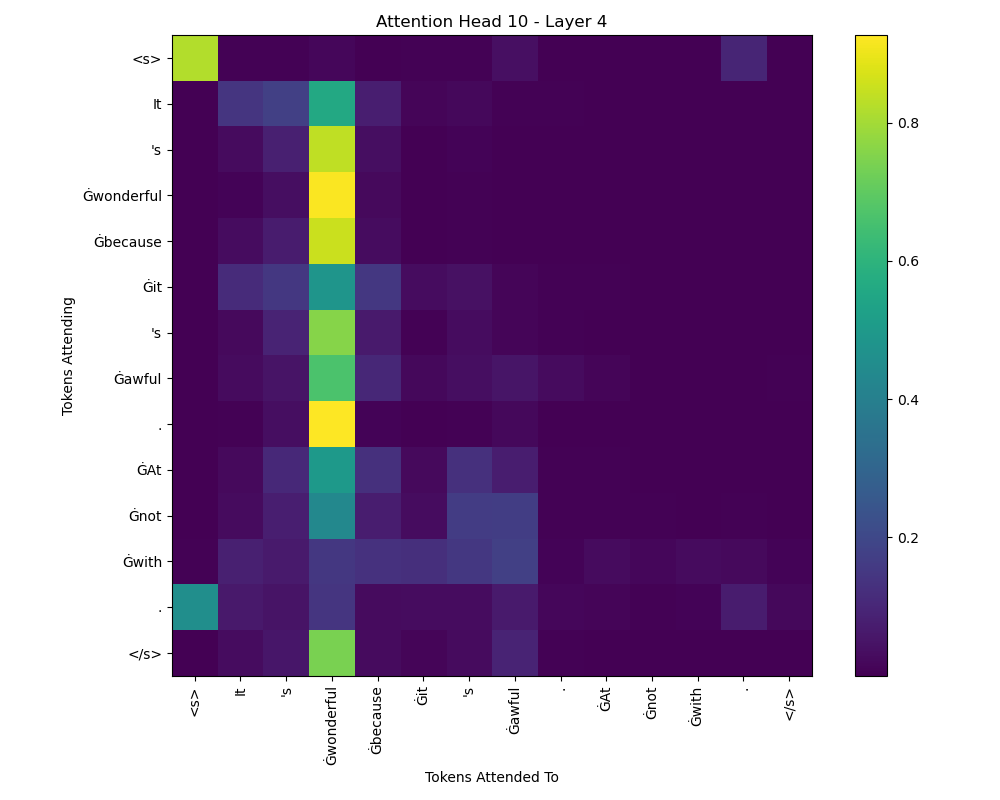 Attention Head 10 - Layer 4
Tokens Attending
<s>
It
's
Ġwonderful
Ġbecause
Ġit
's
Ġawful
.
ĠAt
Ġnot
Ġwith
.
</s>
0.8
0.6
0.4
0.2
<s>
It
's
Ġwonderful
Ġbecause
Ġit
's
Ġawful
.
ĠAt
Ġnot
Ġwith
.
</s>
Tokens Attended To